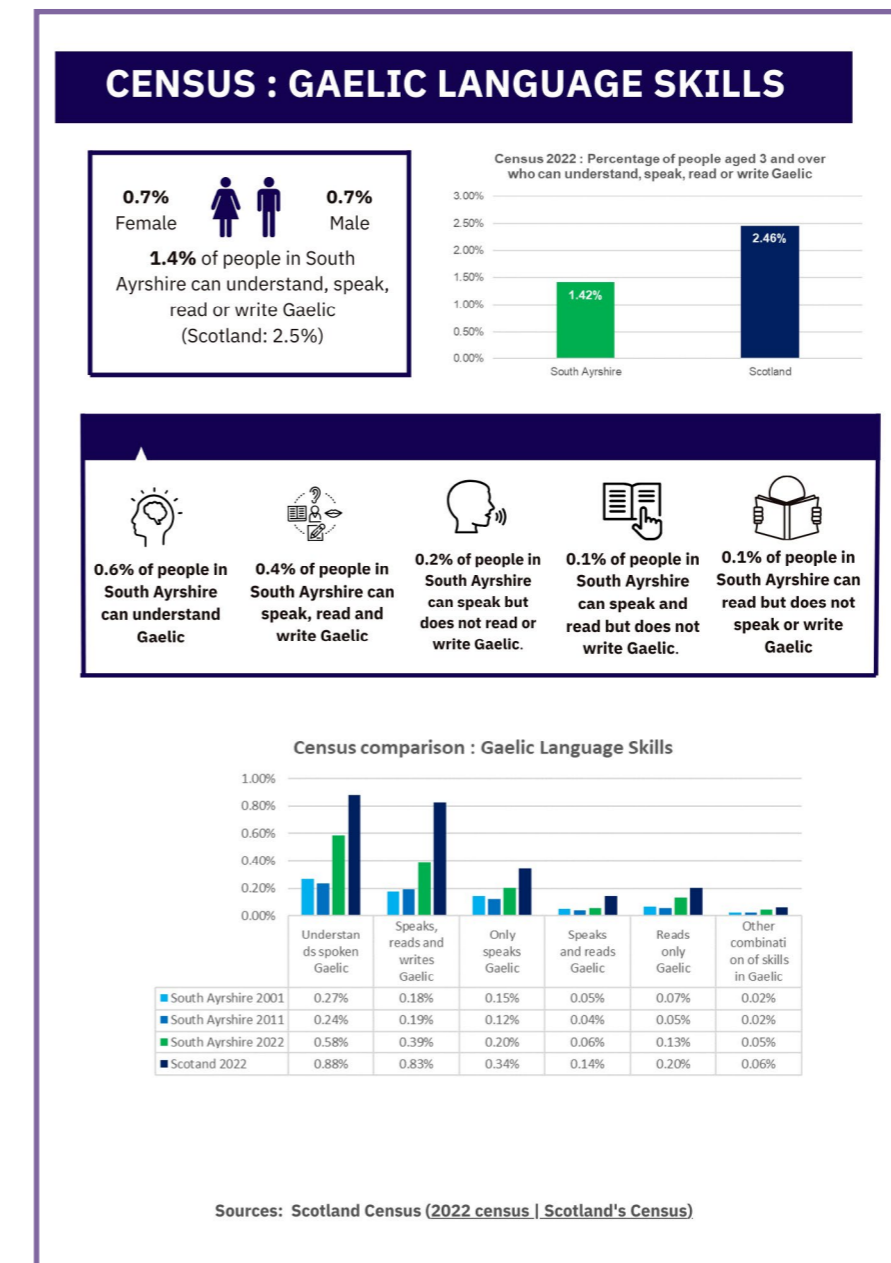 CENSUS : GAELIC LANGUAGE SKILLS
0.7%
Female
0.7%
Male
1.4% of people in South
Ayrshire can understand, speak,
read or write Gaelic
(Scotland: 2.5%)
Census 2022 : Percentage of people aged 3 and over
who can understand, speak, read or write Gaelic
3.00%
2.50%
2.00%
1.50%
1.00%
0.50%
0.00%
1.42%
2.46%
South Ayrshire
Scotland
0.6% of people in
South Ayrshire
can understand
Gaelic
0.4% of people in
South Ayrshire can
speak, read and
write Gaelic
0.2% of people in
South Ayrshire
can speak but
does not read or
write Gaelic.
0.1% of people in
South Ayrshire
can speak and
read but does not
write Gaelic.
0.1% of people in
South Ayrshire can
read but does not
speak or write
Gaelic
Census comparison : Gaelic Language Skills
1.00%
0.80%
0.60%
0.40%
0.20%
0.00%
Understan
ds spoken
Gaelic
Speaks,
reads and
writes
Gaelic
Only
speaks
Gaelic
Speaks
and reads
Gaelic
Reads
only
Gaelic
Other
combinati
on of skills
in Gaelic
South Ayrshire 2001 0.27% 0.18% 0.15% 0.05% 0.07% 0.02%
South Ayrshire 2011 0.24% 0.19% 0.12% 0.04% 0.05% 0.02%
South Ayrshire 2022 0.58% 0.39% 0.20% 0.06% 0.13% 0.05%
Scotand 2022 0.88% 0.83% 0.34% 0.14% 0.20% 0.06%
Sources: Scotland Census (2022 census | Scotland's Census)